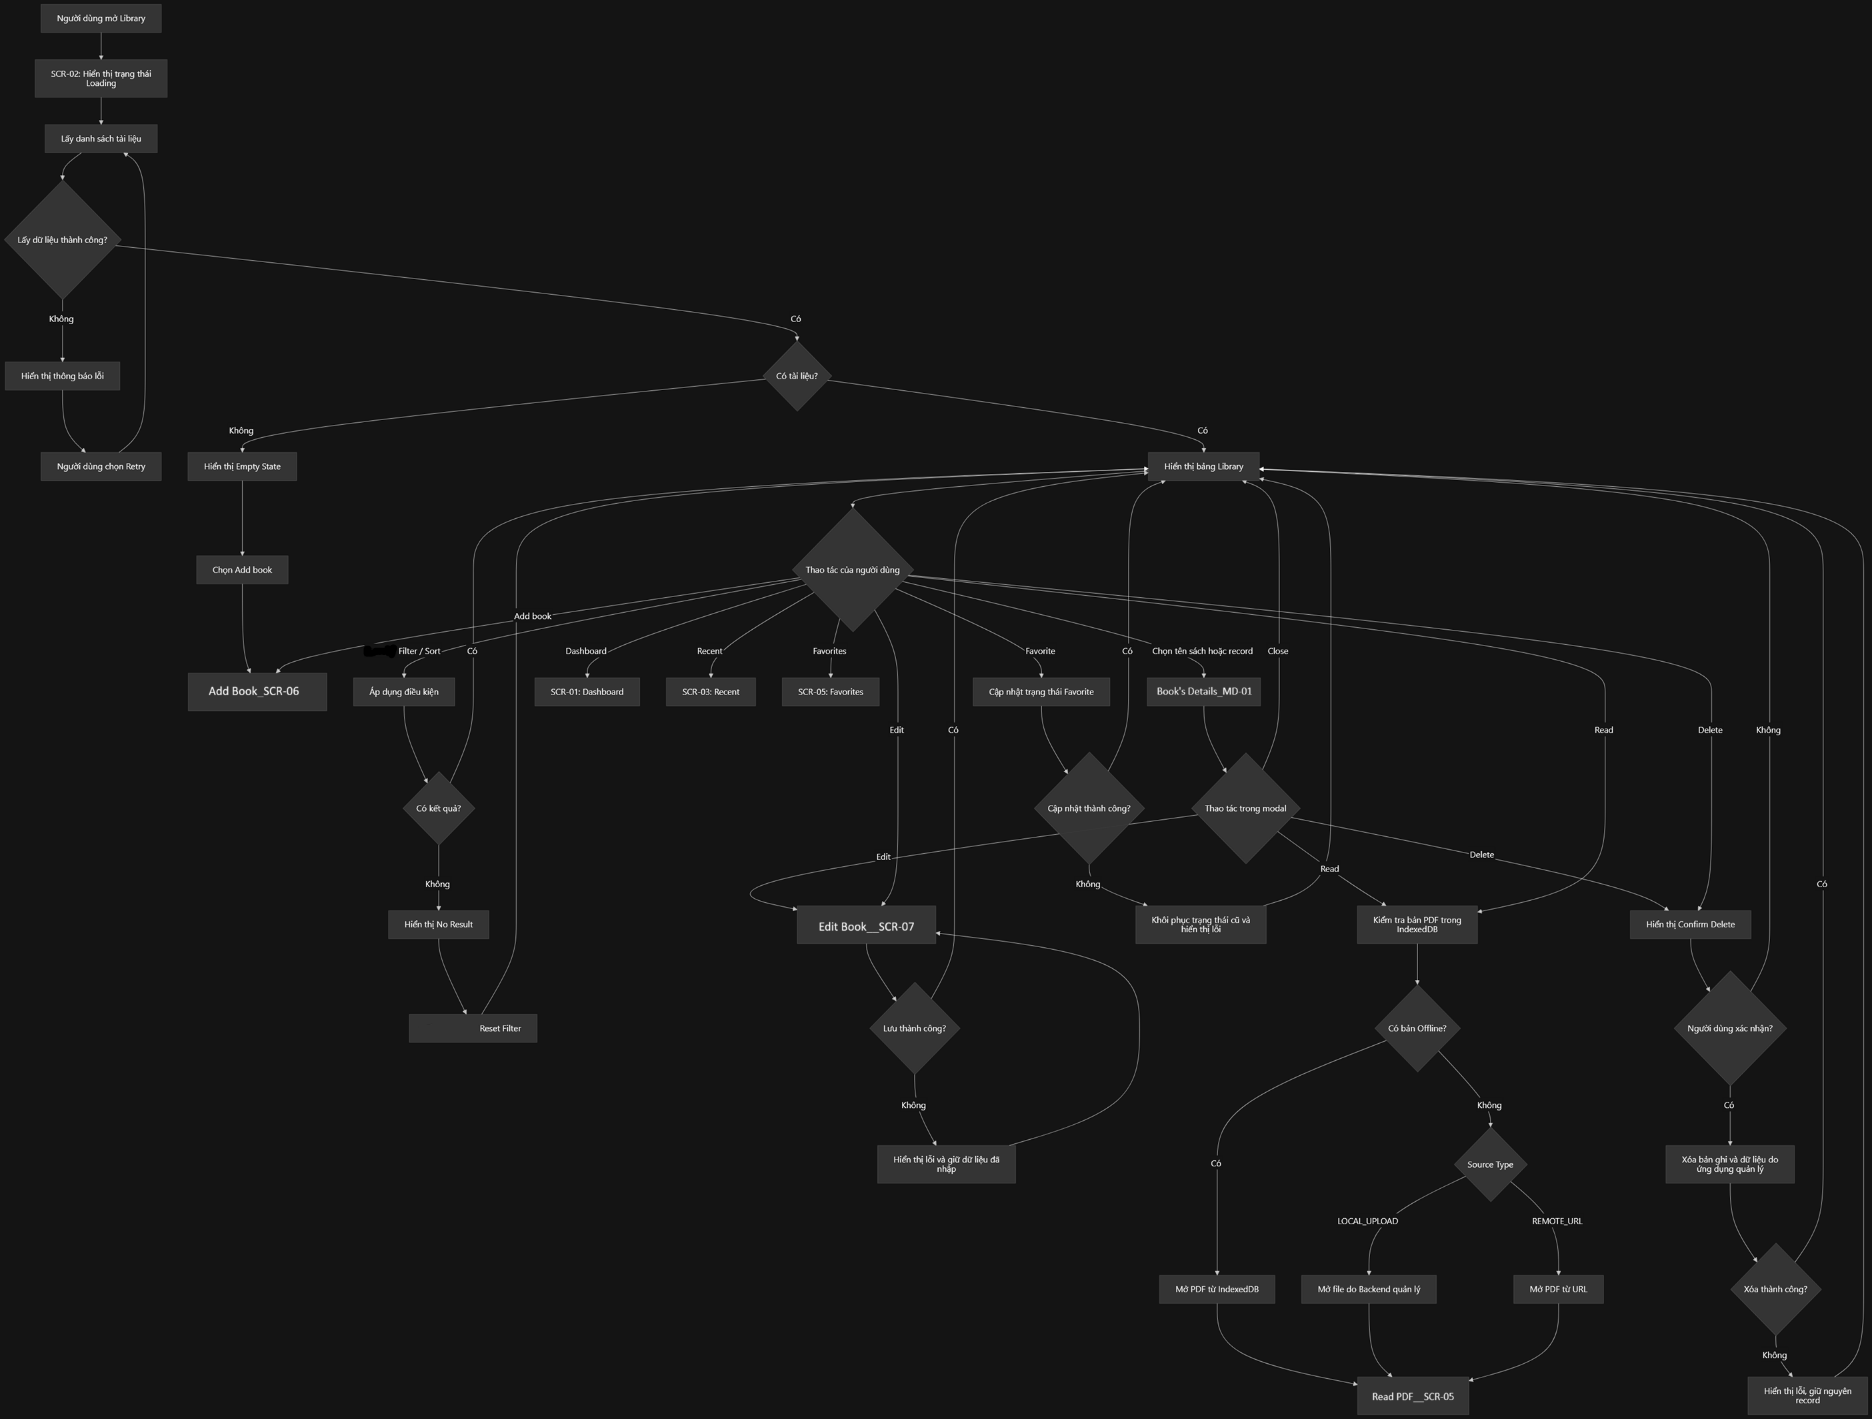 Người dùng mở Library
SCR-02: Hiển thị trạng thái
Loading
Lấy danh sách tài liệu
Lấy dữ liệu thành công?
Không
Có
Hiển thị thông báo lỗi
Có tài liệu?
Không
Có
Người dùng chọn Retry
Hiển thị Empty State
Hiển thị bảng Library
Chọn Add book
Thao tác của người dùng
Add book
Filter / Sort
Có
Dashboard
Recent
Favorites
Favorite
Có
Chọn tên sách hoặc record
Close
Add Book_SCR-06
Áp dụng điều kiện
SCR-01: Dashboard
SCR-03: Recent
SCR-05: Favorites
Cập nhật trạng thái Favorite
Book's Details_MD-01
Edit
Có
Read
Delete
Không
Có kết quả?
Cập nhật thành công?
Thao tác trong modal
Edit
Delete
Read
Không
Không
Có
Hiển thị No Result
Edit Book__SCR-07
Khôi phục trạng thái cũ và
hiển thị lỗi
Kiểm tra bản PDF trong
IndexedDB
Hiển thị Confirm Delete
Reset Filter
Lưu thành công?
Có bản Offline?
Người dùng xác nhận?
Không
Không
Có
Hiển thị lỗi và giữ dữ liệu đã
nhập
Có
Source Type
Xóa bản ghi và dữ liệu do
ứng dụng quản lý
LOCAL_UPLOAD
REMOTE_URL
Mở PDF từ IndexedDB
Mở file do Backend quản lý
Mở PDF từ URL
Xóa thành công?
Không
Read PDF__SCR-05
Hiển thị lỗi, giữ nguyên
record